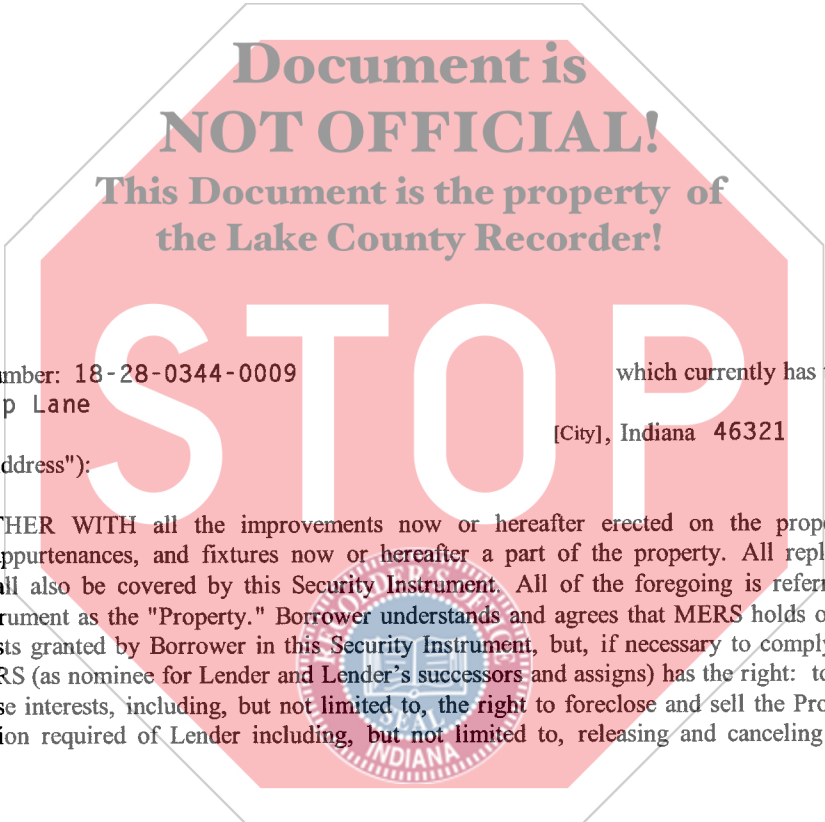 Document is
NOT OFFICIAL!
This Document is the property of
the Lake County Recorder!
STOP
mber: 18-28-0344-0009 which currently has
p Lane
[City], Indiana 46321
ddress"):
HER WITH all the improvements now or hereafter erected on the prop
ppurtenances, and fixtures now or hereafter a part of the property. All repl
ll also be covered by this Security Instrument. All of the foregoing is referr
rument as the "Property." Borrower understands and agrees that MERS holds o
sts granted by Borrower in this Security Instrument, but, if necessary to comply
RS (as nominee for Lender and Lender's successors and assigns) has the right: to
se interests, including, but not limited to, the right to foreclose and sell the Pro
ion required of Lender including, but not limited to, releasing and canceling
RECORDER'S OFFICE
SEAL
INDIANA